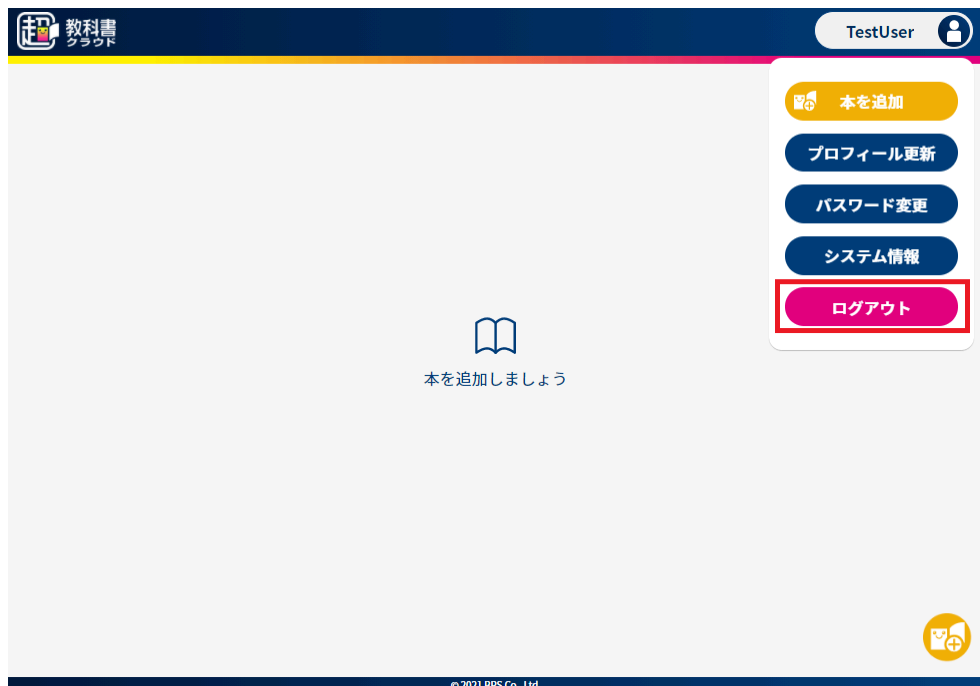 超 教科書
クラウド
TestUser
本を追加
プロフィール更新
パスワード変更
システム情報
ログアウト
本を追加しましょう